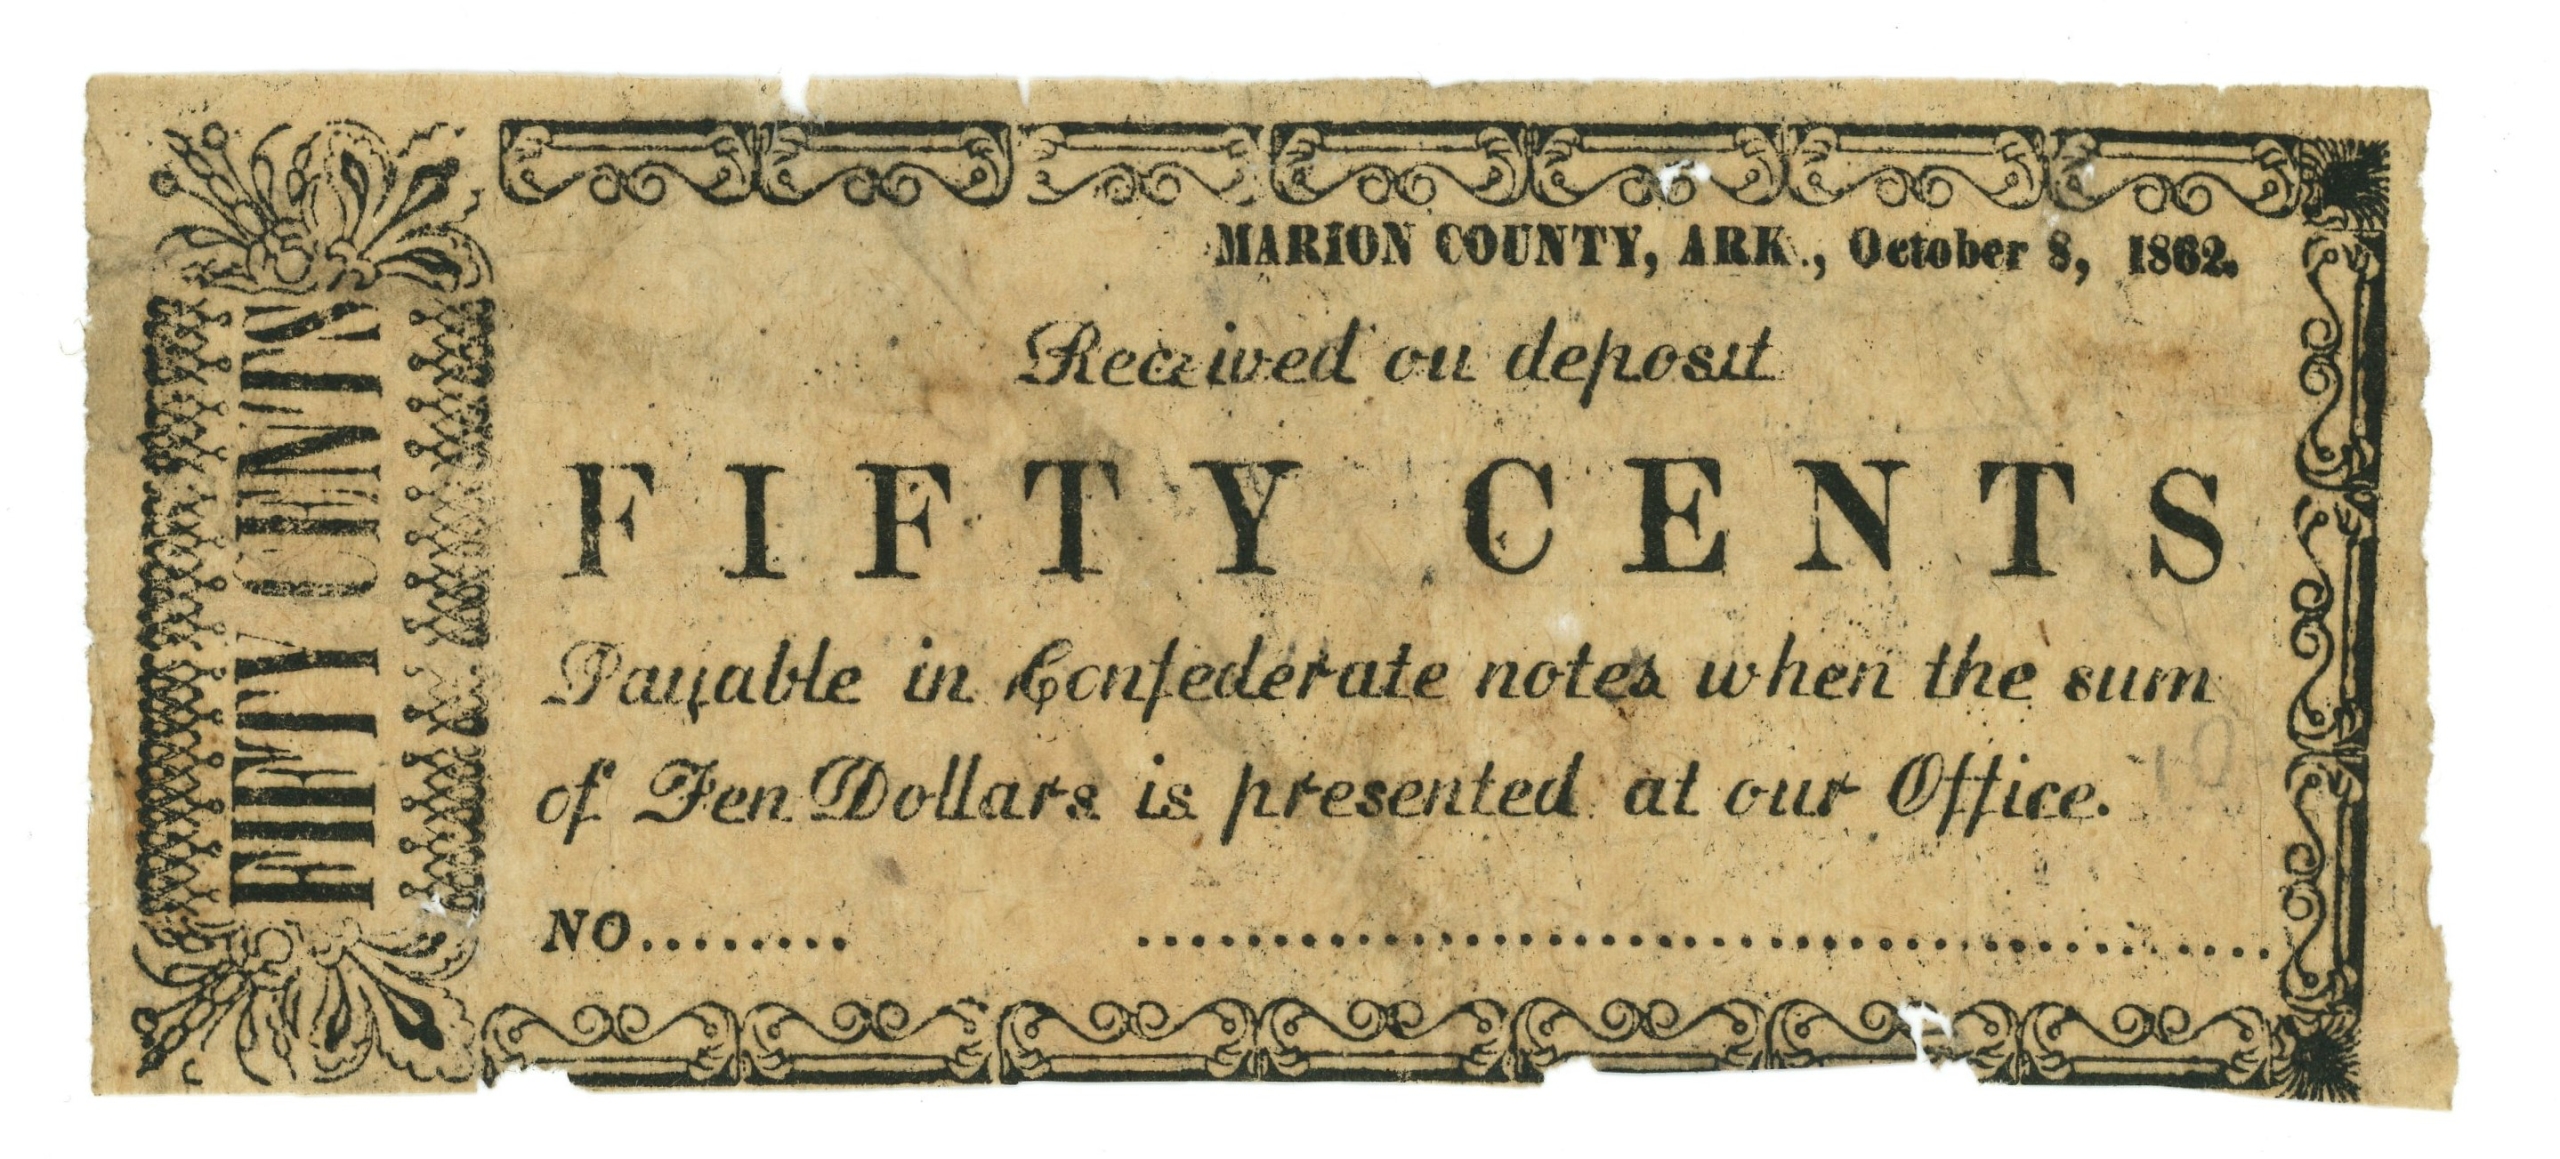 FIFTY CENTS
MARION COUNTY, ARK., October 8, 1862.
Received on deposit
FIFTY CENTS
Payable in Confederate notes when the sum
of Ten Dollars is presented at our Office.
NO......... ............................................